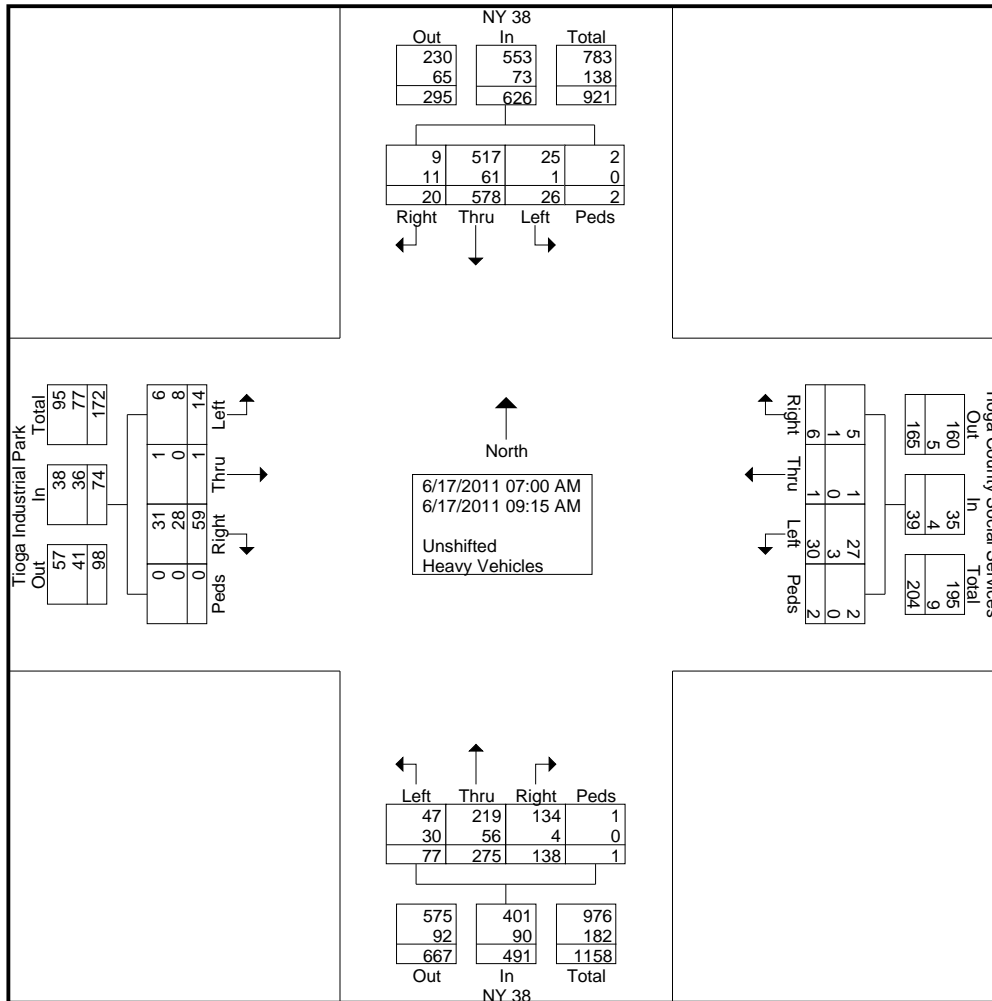 NY 38
Out In Total
230 553 783
65 73 138
295 626 921
9 517 25 2
11 61 1 0
20 578 26 2
Right Thru Left Peds
Tioga Industrial Park
Total In Out
95 38 57
77 36 41
172 74 98
6 1 31 0
8 0 28 0
14 1 59 0
Left Thru Right Peds
North
6/17/2011 07:00 AM
6/17/2011 09:15 AM
Unshifted
Heavy Vehicles
Right Thru Left Peds
5 1 27 2
1 0 3 0
6 1 30 2
Out In Total
160 35 195
5 4 9
165 39 204
Tioga County Social Services
Left Thru Right Peds
47 219 134 1
30 56 4 0
77 275 138 1
575 401 976
92 90 182
667 491 1158
Out In Total
NY 38